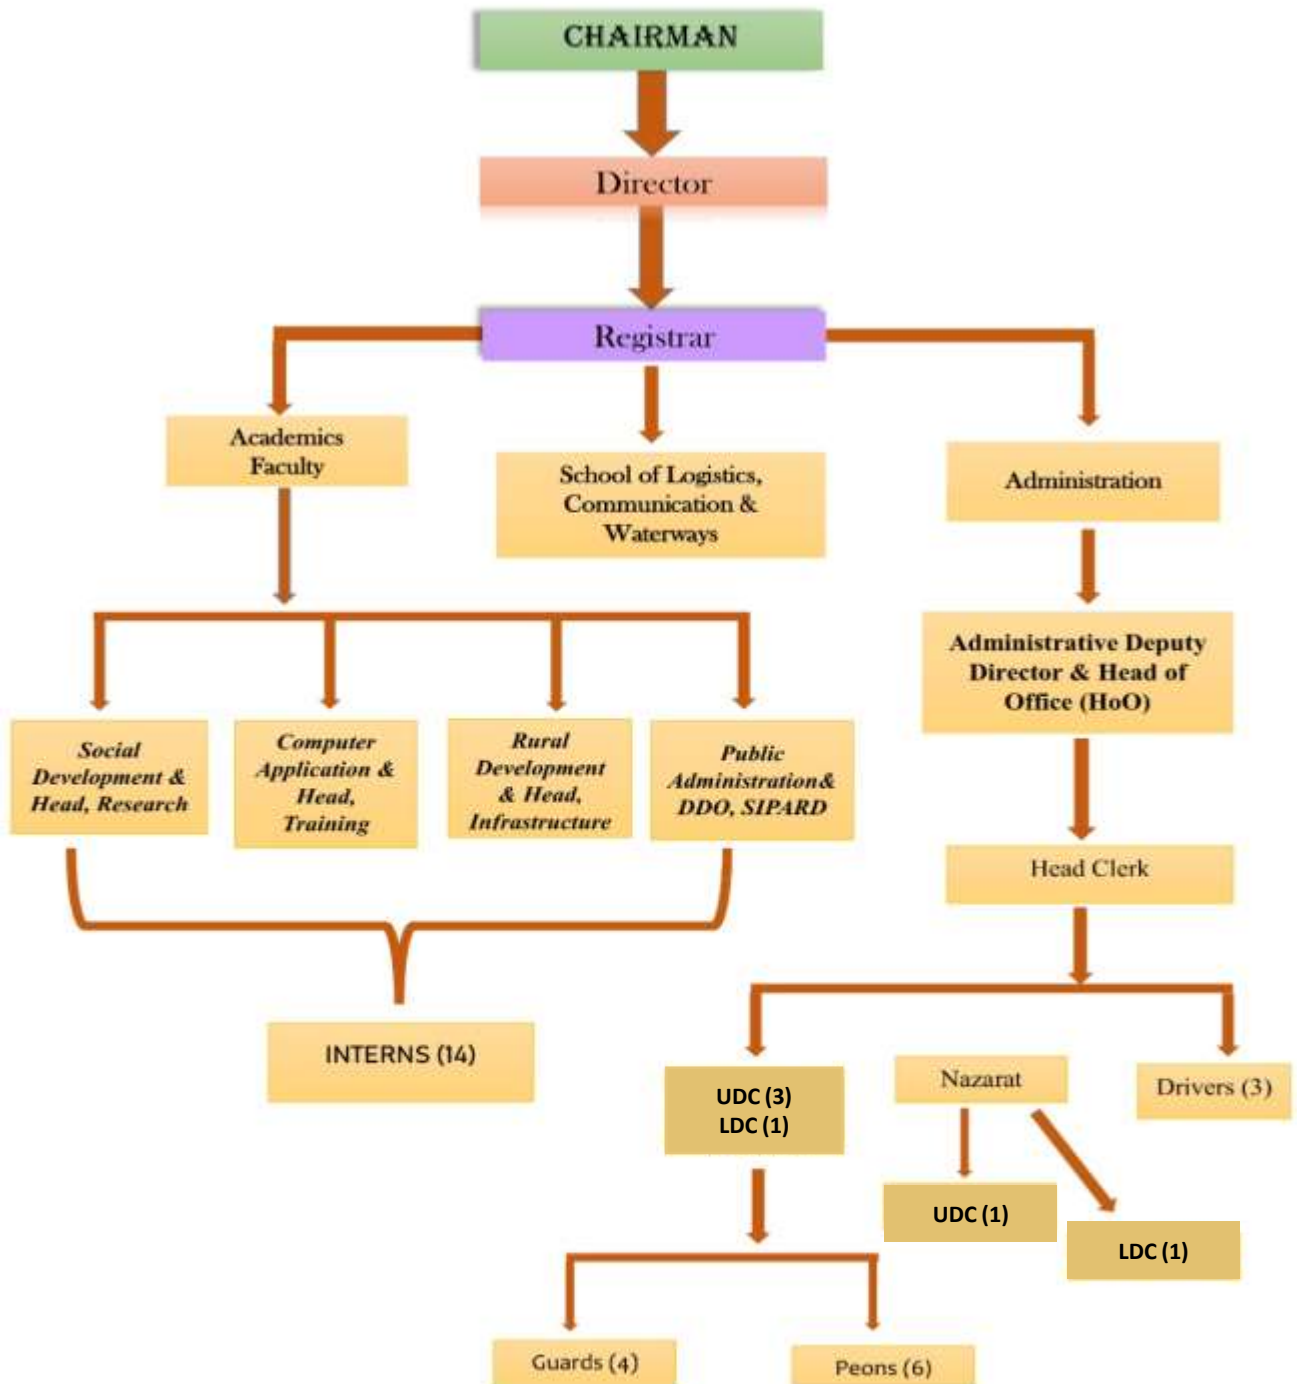 CHAIRMAN
Director
Registrar
Academics
Faculty
School of Logistics,
Communication &
Waterways
Administration
Administrative Deputy
Director & Head of
Office (HoO)
Social
Development &
Head, Research
Computer
Application &
Head,
Training
Rural
Development
& Head,
Infrastructure
Public
Administration&
DDO, SIPARD
Head Clerk
INTERNS (14)
UDC (3)
LDC (1)
Nazarat
Drivers (3)
UDC (1)
LDC (1)
Guards (4)
Peons (6)